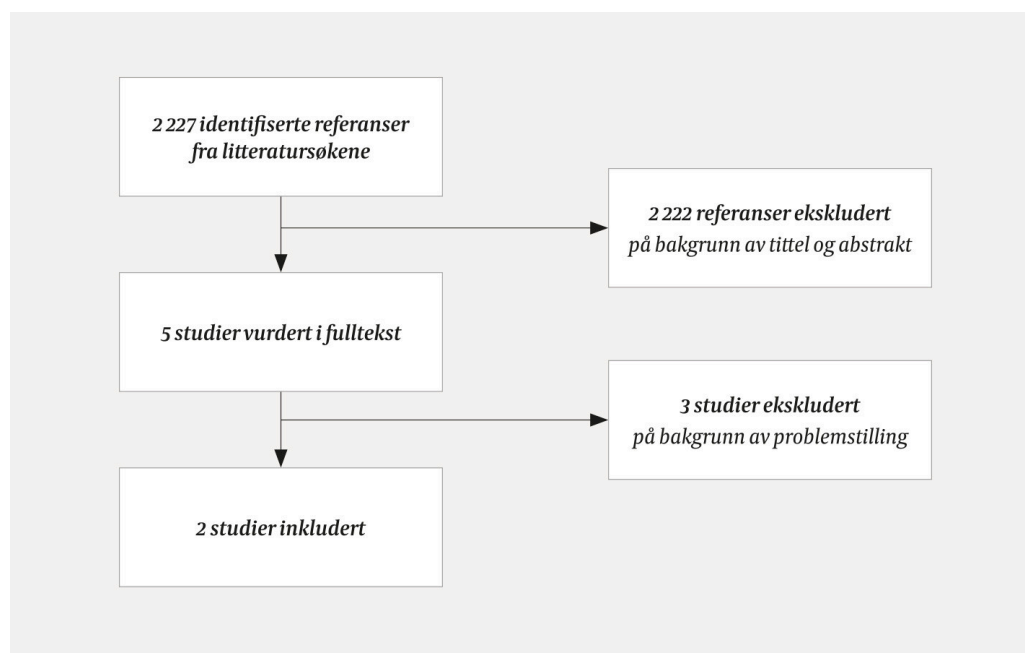 2 227 identifiserte referanser
fra litteratursøkene
2 222 referanser ekskludert
på bakgrunn av tittel og abstrakt
5 studier vurdert i fulltekst
3 studier ekskludert
på bakgrunn av problemstilling
2 studier inkludert